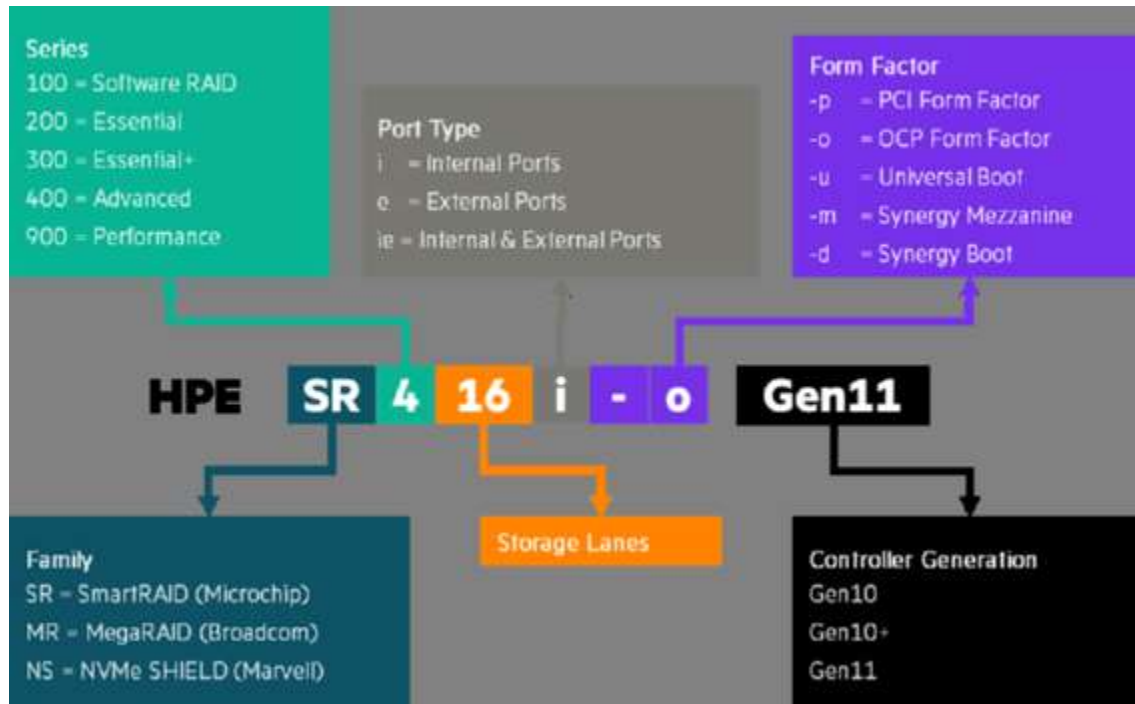 Series
100 = Software RAID
200 = Essential
300 = Essential+
400 = Advanced
900 = Performance
Port Type
i = Internal Ports
e = External Ports
ie = Internal & External Ports
Form Factor
-p = PCI Form Factor
-o = OCP Form Factor
-u = Universal Boot
-m = Synergy Mezzanine
-d = Synergy Boot
HPE SR 4 16 i - o Gen11
Family
SR = SmartRAID (Microchip)
MR = MegaRAID (Broadcom)
NS = NVMe SHIELD (Marvell)
Storage Lanes
Controller Generation
Gen10
Gen10+
Gen11